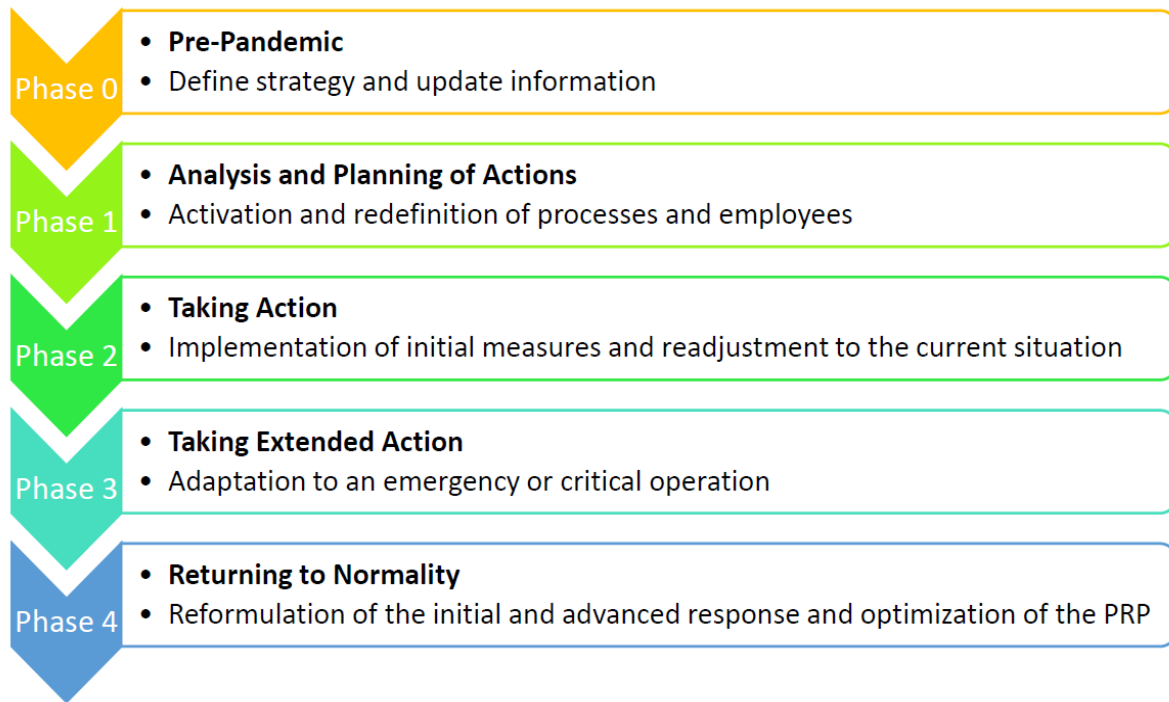 Phase 0
• Pre-Pandemic
• Define strategy and update information
Phase 1
• Analysis and Planning of Actions
• Activation and redefinition of processes and employees
Phase 2
• Taking Action
• Implementation of initial measures and readjustment to the current situation
Phase 3
• Taking Extended Action
• Adaptation to an emergency or critical operation
Phase 4
• Returning to Normality
• Reformulation of the initial and advanced response and optimization of the PRP